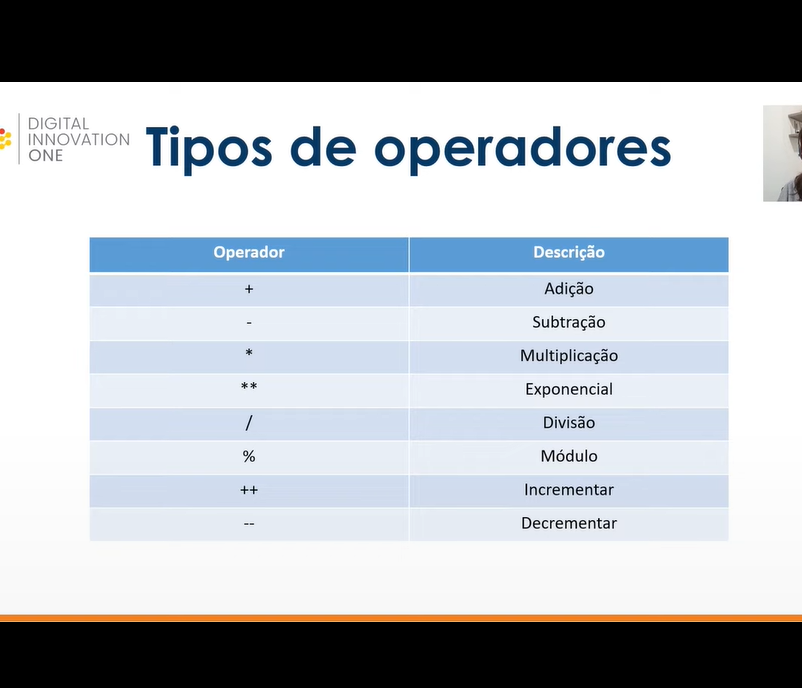 DIGITAL
INNOVATION
ONE
Tipos de operadores
Operador Descrição
+ Adição
- Subtração
* Multiplicação
** Exponencial
/ Divisão
% Módulo
++ Incrementar
-- Decrementar